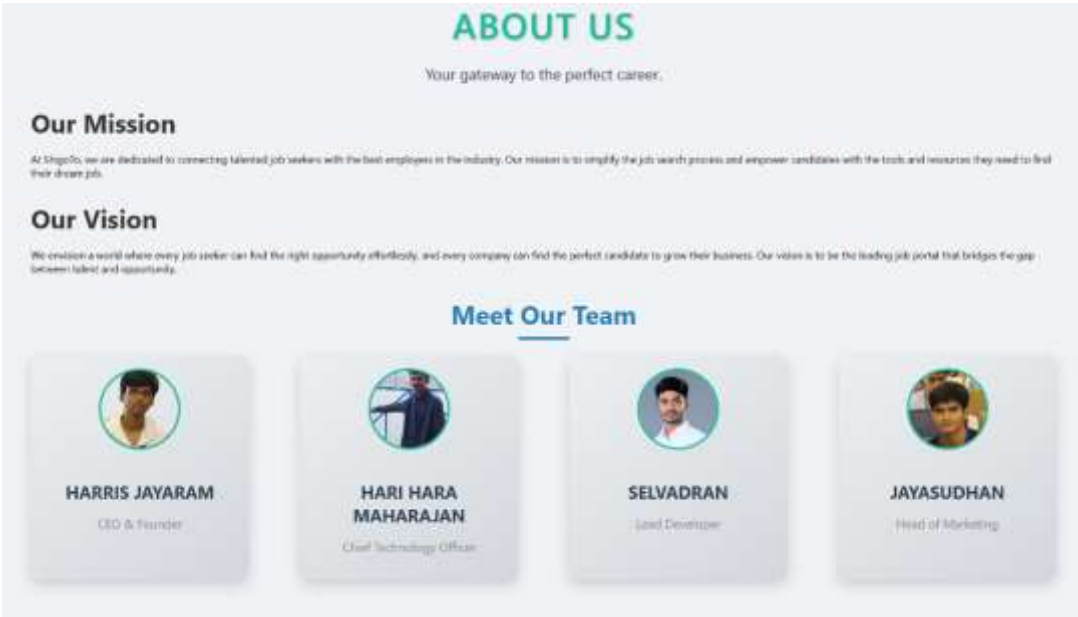 ABOUT US
Your gateway to the perfect career.
Our Mission
we are dedicated to connecting talented job seekers with the best employers in the industry. Our mission is to simplify the job search process and empower candidates with the tools and resources they need to find
their dream job.
Our Vision
We envision a world where every job seeker can find the right opportunity effortlessly, and every company can find the perfect candidate to grow their business. Our vision is to be the leading job portal that bridges the gap
between talent and opportunity.
Meet Our Team
HARRIS JAYARAM
CEO & Founder
HARI HARA
MAHARAJAN
Chief Technology Officer
SELVADRAN
Lead Developer
JAYASUDHAN
Head of Marketing